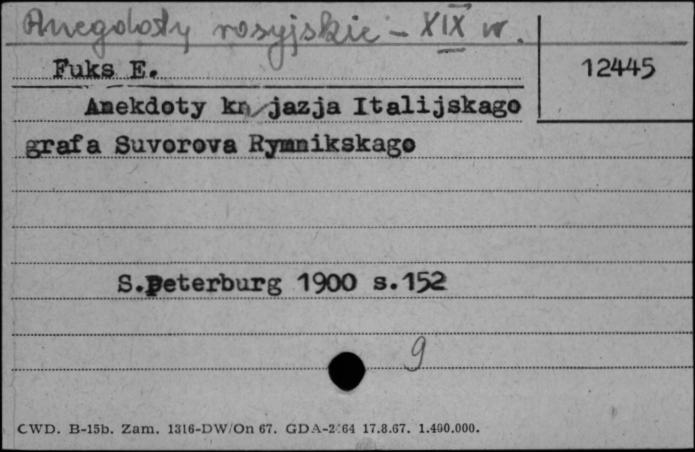 Anegdoty rosyjskie - XIX w.
Fuks E.
12445
Anekdoty kn jazja Italijskago
grafa Suvorova Rymnikskago
S.Peterburg 1900 s.152
9
CWD. B-15b. Zam. 1316-DW/On 67. GDA-2 64 17.8.67. 1.400.000.